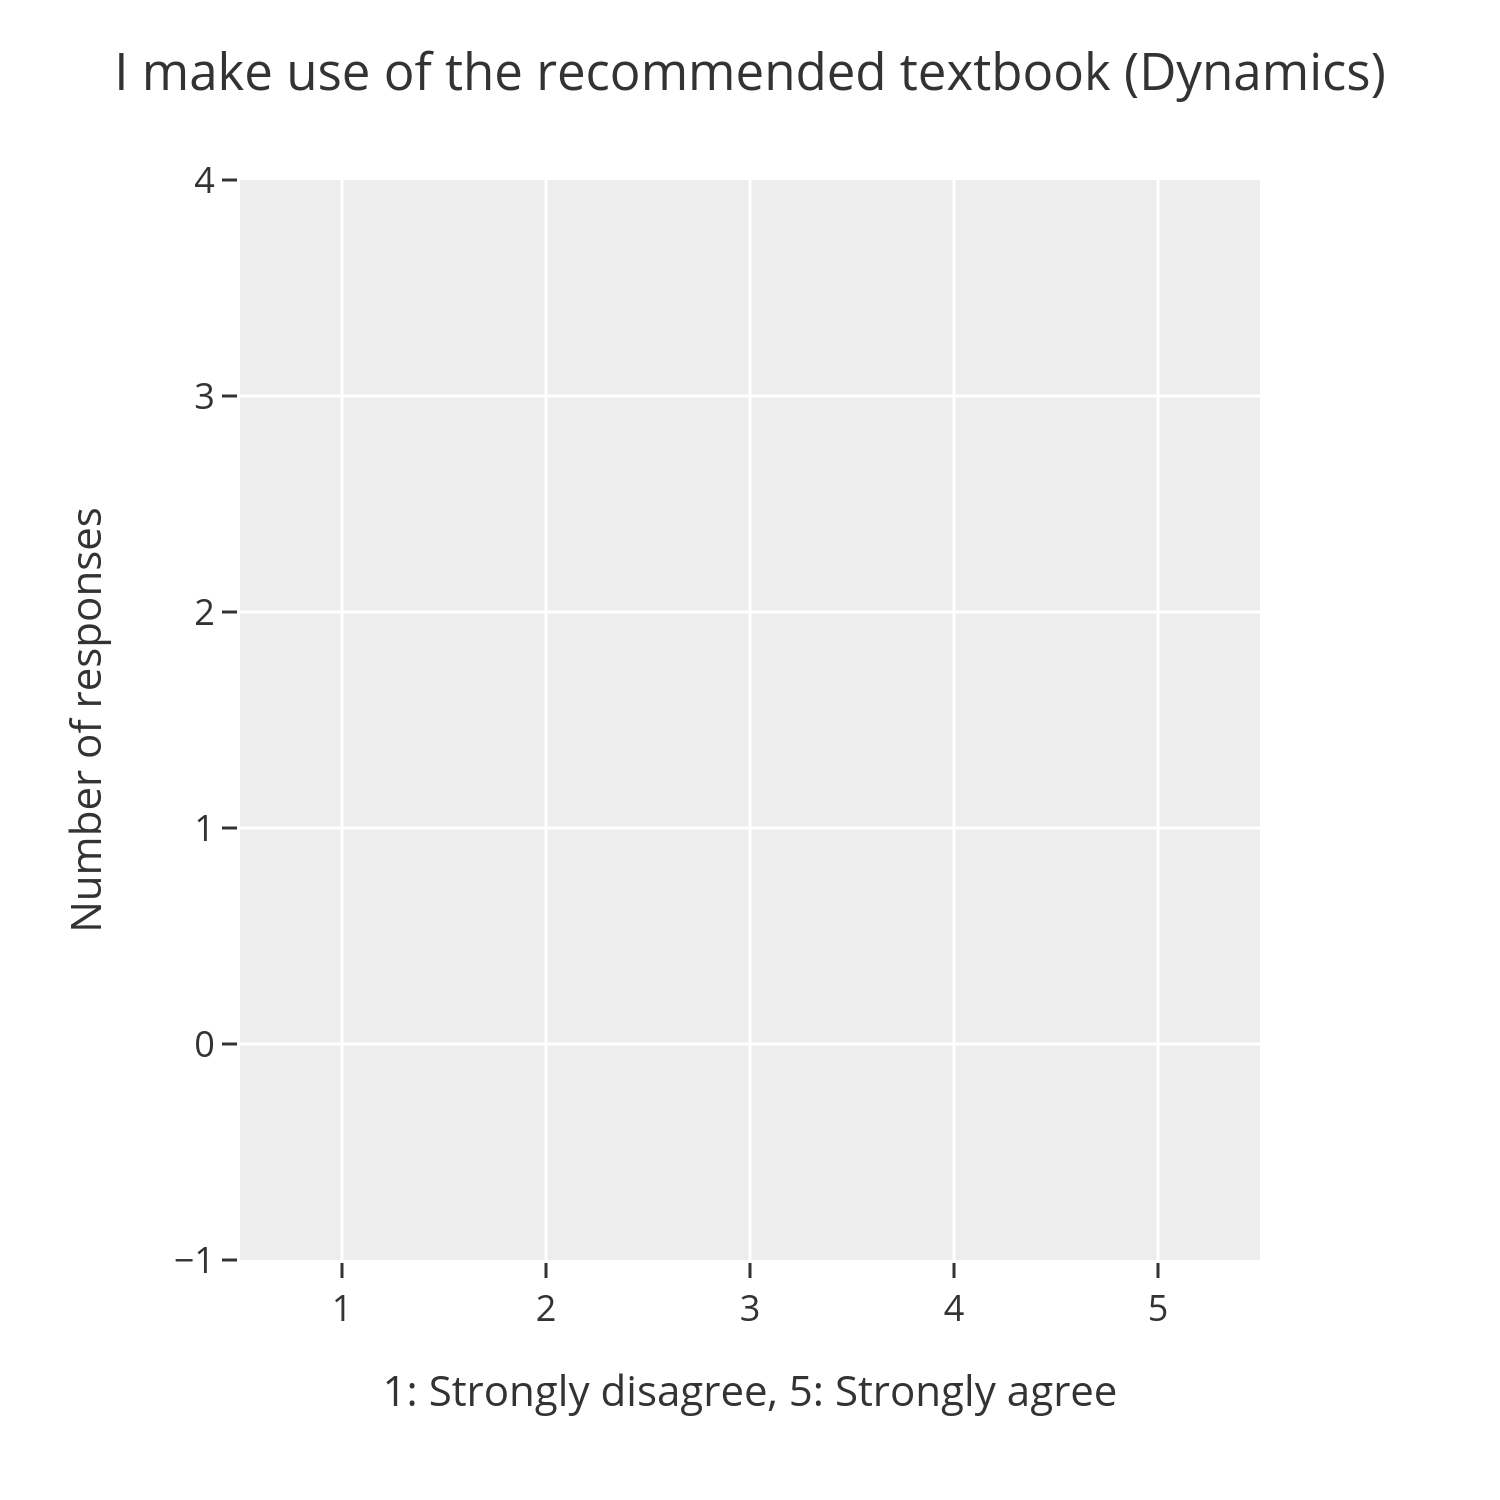 I make use of the recommended textbook (Dynamics)
4
3
2
1
0
−1
Number of responses
1 2 3 4 5
1: Strongly disagree, 5: Strongly agree